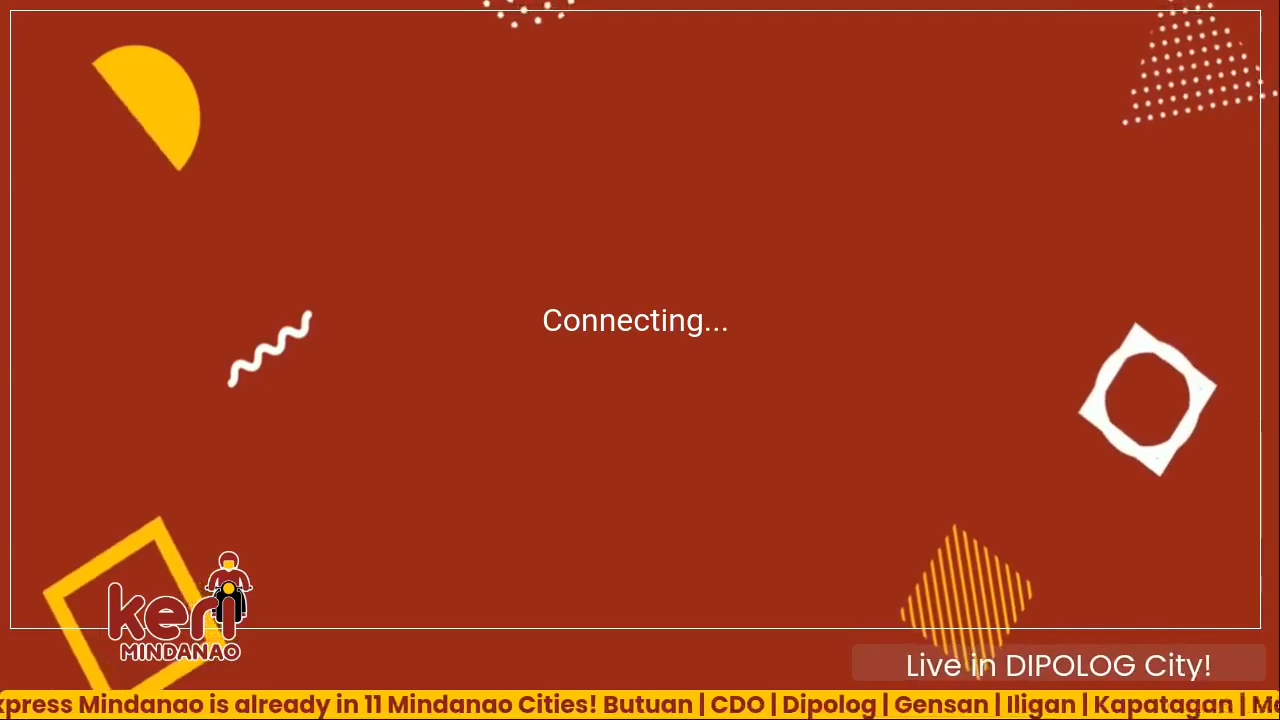 Connecting...
keri
MINDANAO
Live in DIPOLOG City!
xpress Mindanao is already in 11 Mindanao Cities! Butuan | CDO | Dipolog | Gensan | Iligan | Kapatagan |